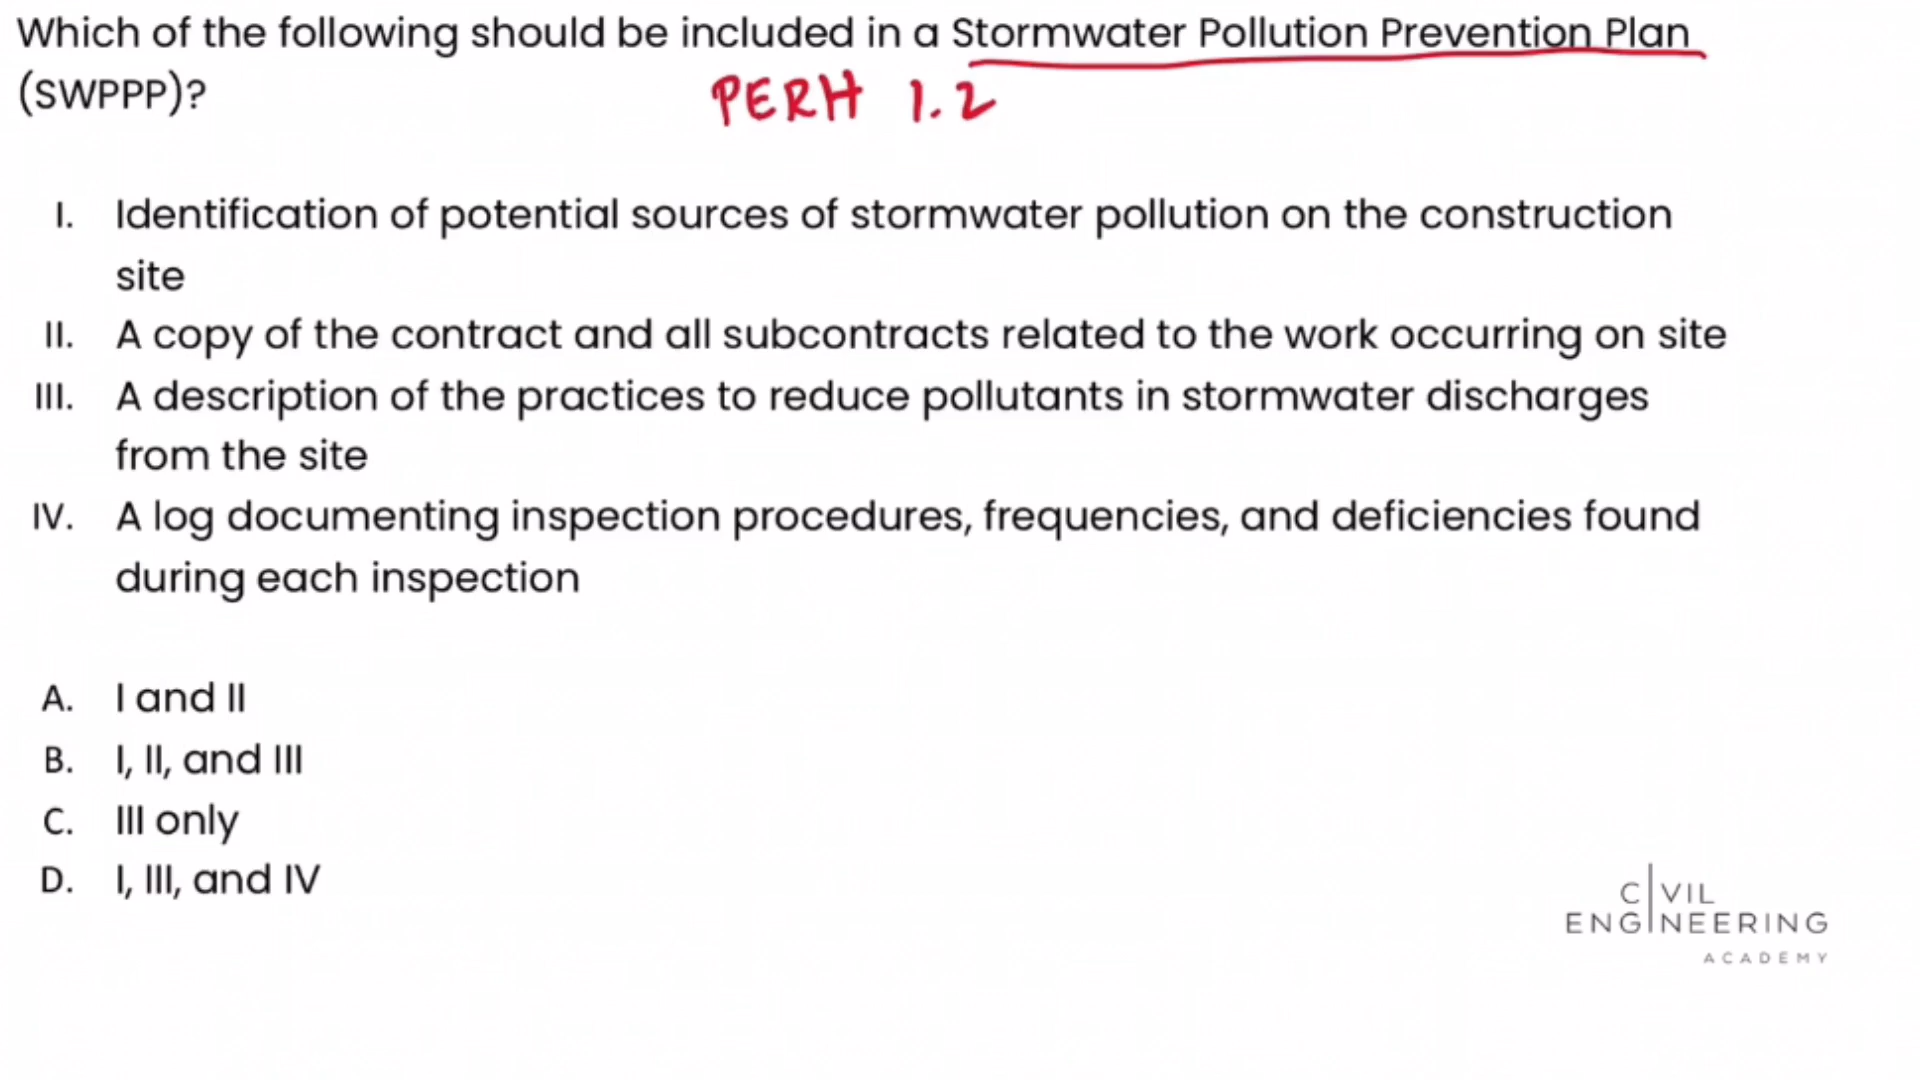 Which of the following should be included in a Stormwater Pollution Prevention Plan
(SWPPP)?
PERH 1.2
I. Identification of potential sources of stormwater pollution on the construction
site
II. A copy of the contract and all subcontracts related to the work occurring on site
III. A description of the practices to reduce pollutants in stormwater discharges
from the site
IV. A log documenting inspection procedures, frequencies, and deficiencies found
during each inspection
A. I and II
B. I, II, and III
C. III only
D. I, III, and IV
CIVIL
ENGINEERING
ACADEMY